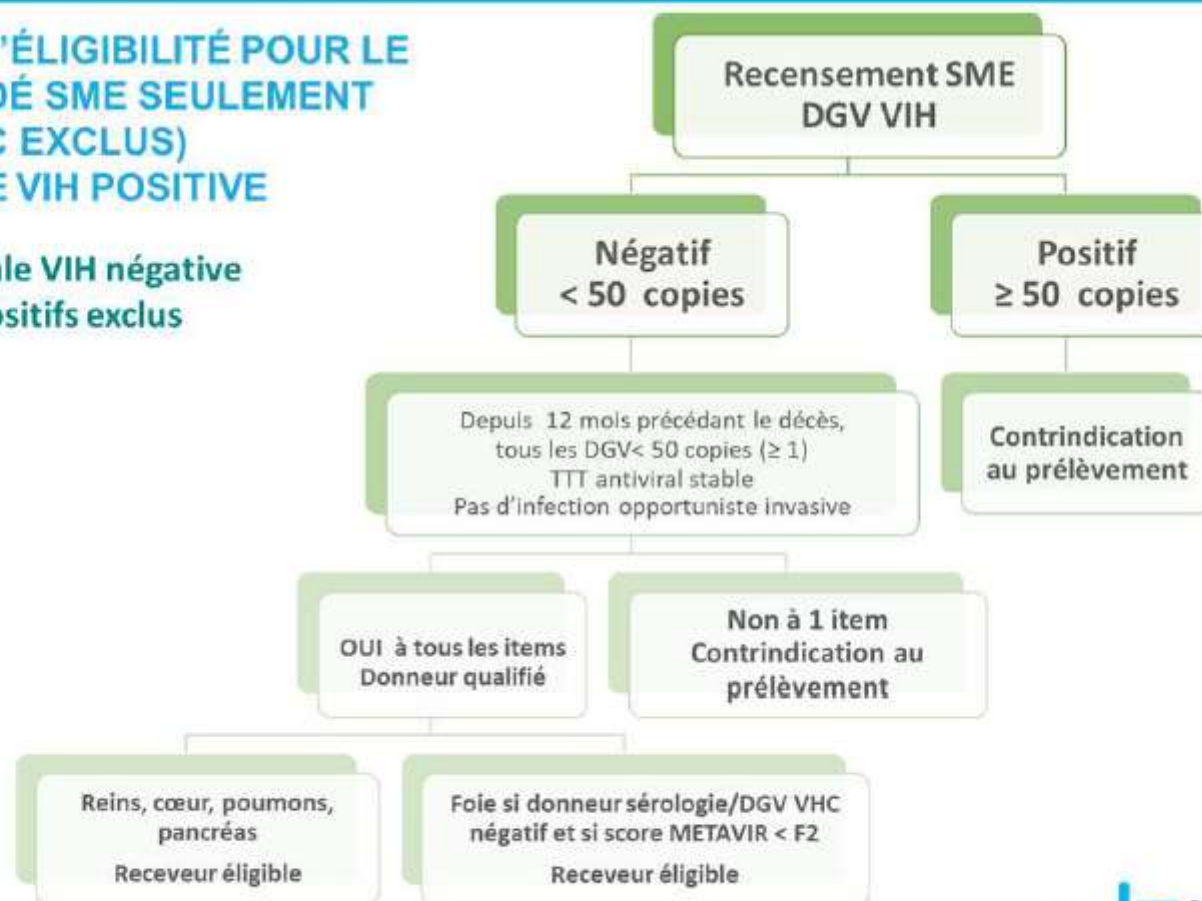 'ÉLIGIBILITÉ POUR LE
DÉ SME SEULEMENT
C EXCLUS)
E VIH POSITIVE
ale VIH négative
ositifs exclus
Recensement SME
DGV VIH
Négatif
< 50 copies
Positif
≥ 50 copies
Depuis 12 mois précédant le décès,
tous les DGV< 50 copies (≥ 1)
TTT antiviral stable
Pas d'infection opportuniste invasive
Contrindication
au prélèvement
OUI à tous les items
Donneur qualifié
Non à 1 item
Contrindication au
prélèvement
Reins, cœur, poumons,
pancréas
Receveur éligible
Foie si donneur sérologie/DGV VHC
négatif et si score METAVIR < F2
Receveur éligible